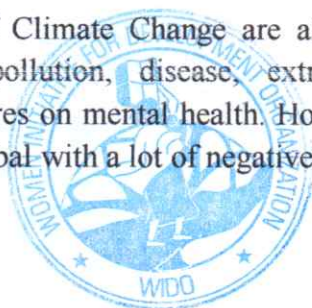 Climate Change are a
pollution, disease, extr
res on mental health. Ho
bal with a lot of negative
WOMEN INITIATIVE FOR DEVELOPMENT ORGANISATION
WIDO